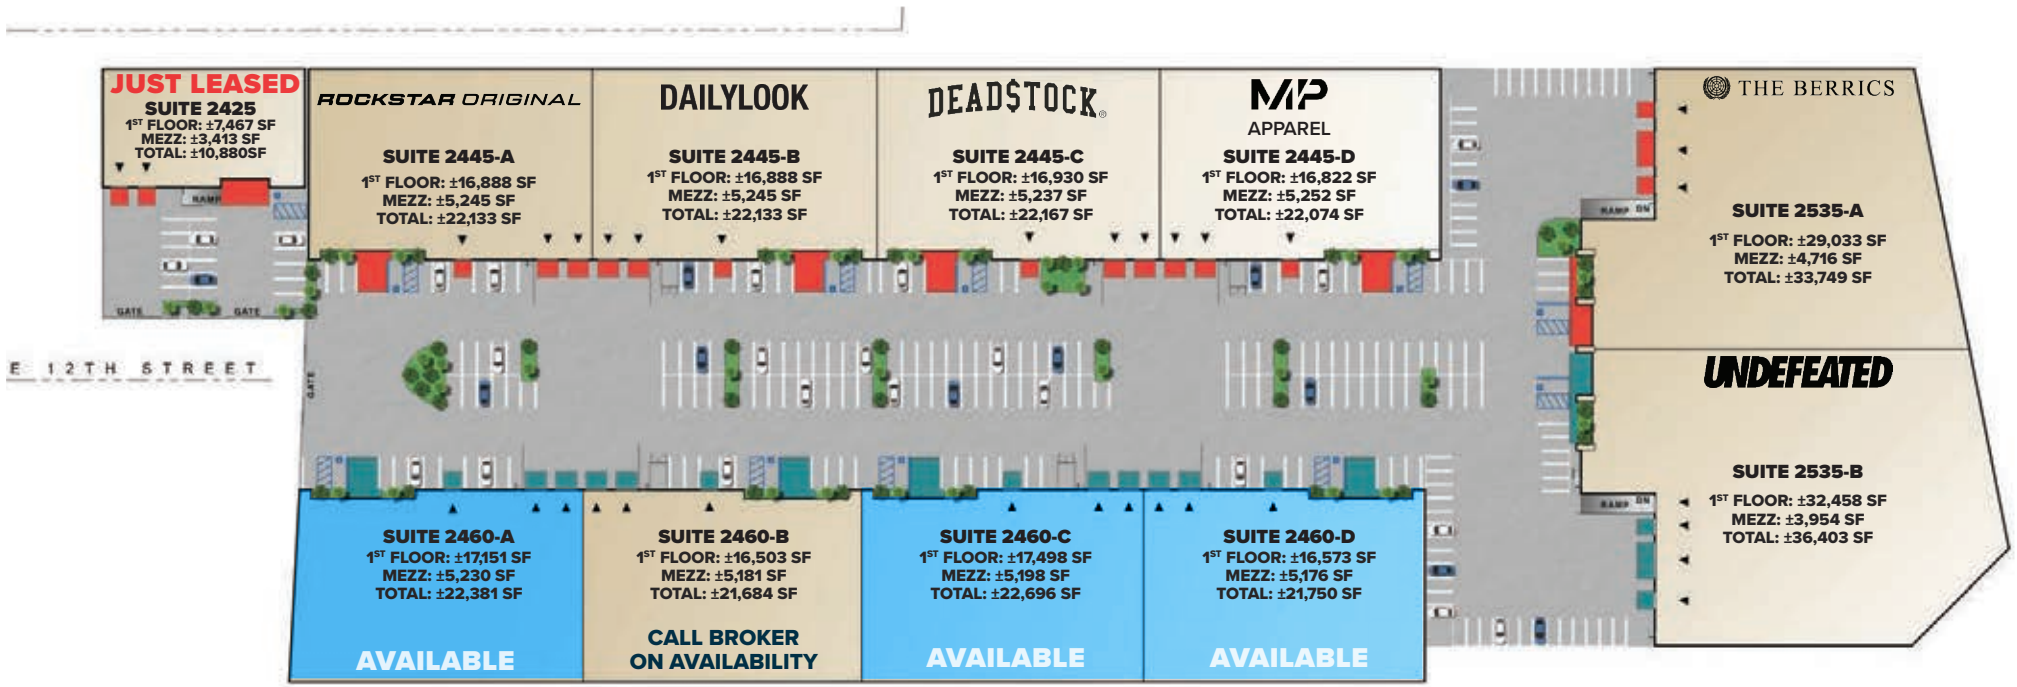 JUST LEASED
SUITE 2425
1ST FLOOR: ±7,467 SF
MEZZ: ±3,413 SF
TOTAL: ±10,880SF
RAMP
GATE
GATE
ROCKSTAR ORIGINAL
SUITE 2445-A
1ST FLOOR: ±16,888 SF
MEZZ: ±5,245 SF
TOTAL: ±22,133 SF
DAILYLOOK
SUITE 2445-B
1ST FLOOR: ±16,888 SF
MEZZ: ±5,245 SF
TOTAL: ±22,133 SF
DEAD$TOCK®
SUITE 2445-C
1ST FLOOR: ±16,930 SF
MEZZ: ±5,237 SF
TOTAL: ±22,167 SF
MP
APPAREL
SUITE 2445-D
1ST FLOOR: ±16,822 SF
MEZZ: ±5,252 SF
TOTAL: ±22,074 SF
THE BERRICS
RAMP DN
SUITE 2535-A
1ST FLOOR: ±29,033 SF
MEZZ: ±4,716 SF
TOTAL: ±33,749 SF
E 12TH STREET
GATE
UNDEFEATED
SUITE 2535-B
1ST FLOOR: ±32,458 SF
MEZZ: ±3,954 SF
TOTAL: ±36,403 SF
RAMP DN
SUITE 2460-A
1ST FLOOR: ±17,151 SF
MEZZ: ±5,230 SF
TOTAL: ±22,381 SF
AVAILABLE
SUITE 2460-B
1ST FLOOR: ±16,503 SF
MEZZ: ±5,181 SF
TOTAL: ±21,684 SF
CALL BROKER
ON AVAILABILITY
SUITE 2460-C
1ST FLOOR: ±17,498 SF
MEZZ: ±5,198 SF
TOTAL: ±22,696 SF
AVAILABLE
SUITE 2460-D
1ST FLOOR: ±16,573 SF
MEZZ: ±5,176 SF
TOTAL: ±21,750 SF
AVAILABLE